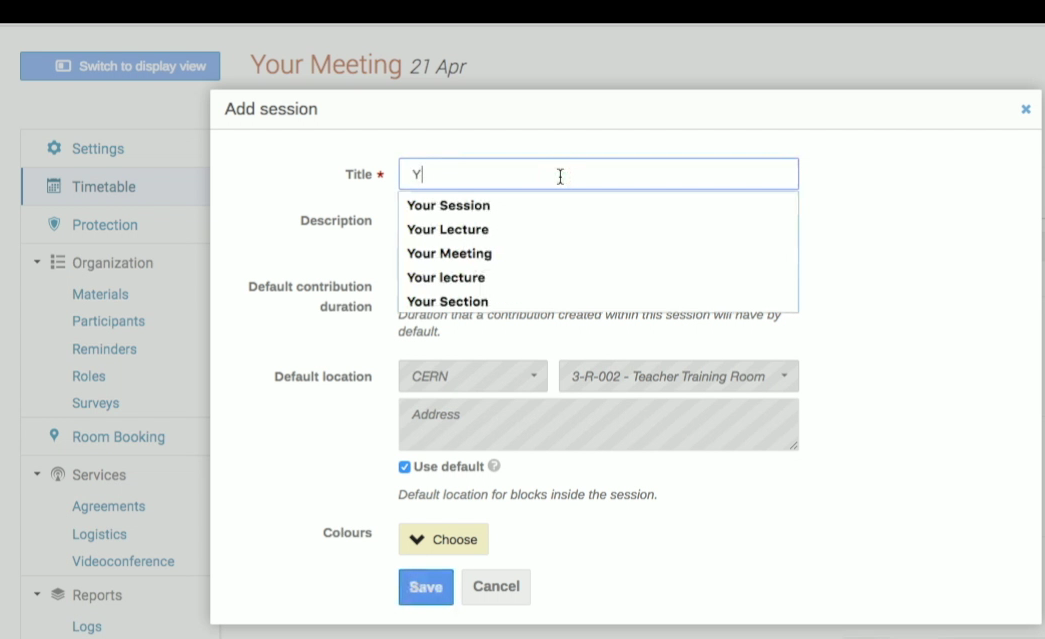 Switch to display view
Your Meeting 21 Apr
Add session
Settings
Timetable
Protection
Organization
Materials
Participants
Reminders
Roles
Surveys
Room Booking
Services
Agreements
Logistics
Videoconference
Reports
Logs
Title *
Y
Your Session
Your Lecture
Your Meeting
Your lecture
Your Section
Description
Default contribution
duration
Duration that a contribution created within this session will have by
default.
Default location
CERN
3-R-002 - Teacher Training Room
Address
Use default ?
Default location for blocks inside the session.
Colours
Choose
Save
Cancel